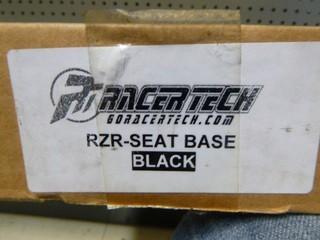 RT RACERTECH
GORACERTECH.COM
RZR-SEAT BASE
BLACK